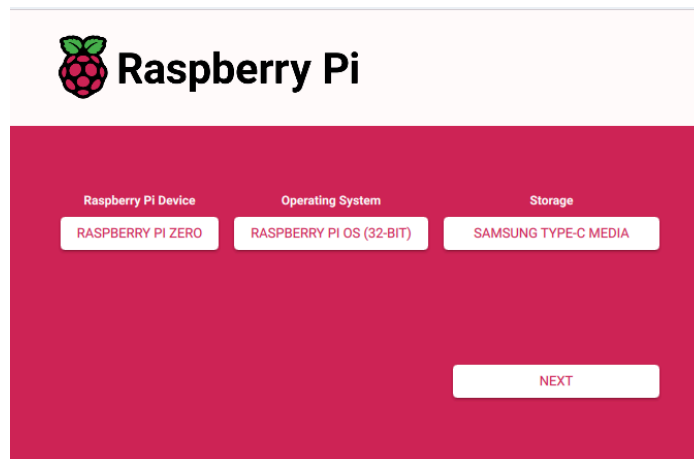 Raspberry Pi
Raspberry Pi Device
Operating System
Storage
RASPBERRY PI ZERO
RASPBERRY PI OS (32-BIT)
SAMSUNG TYPE-C MEDIA
NEXT